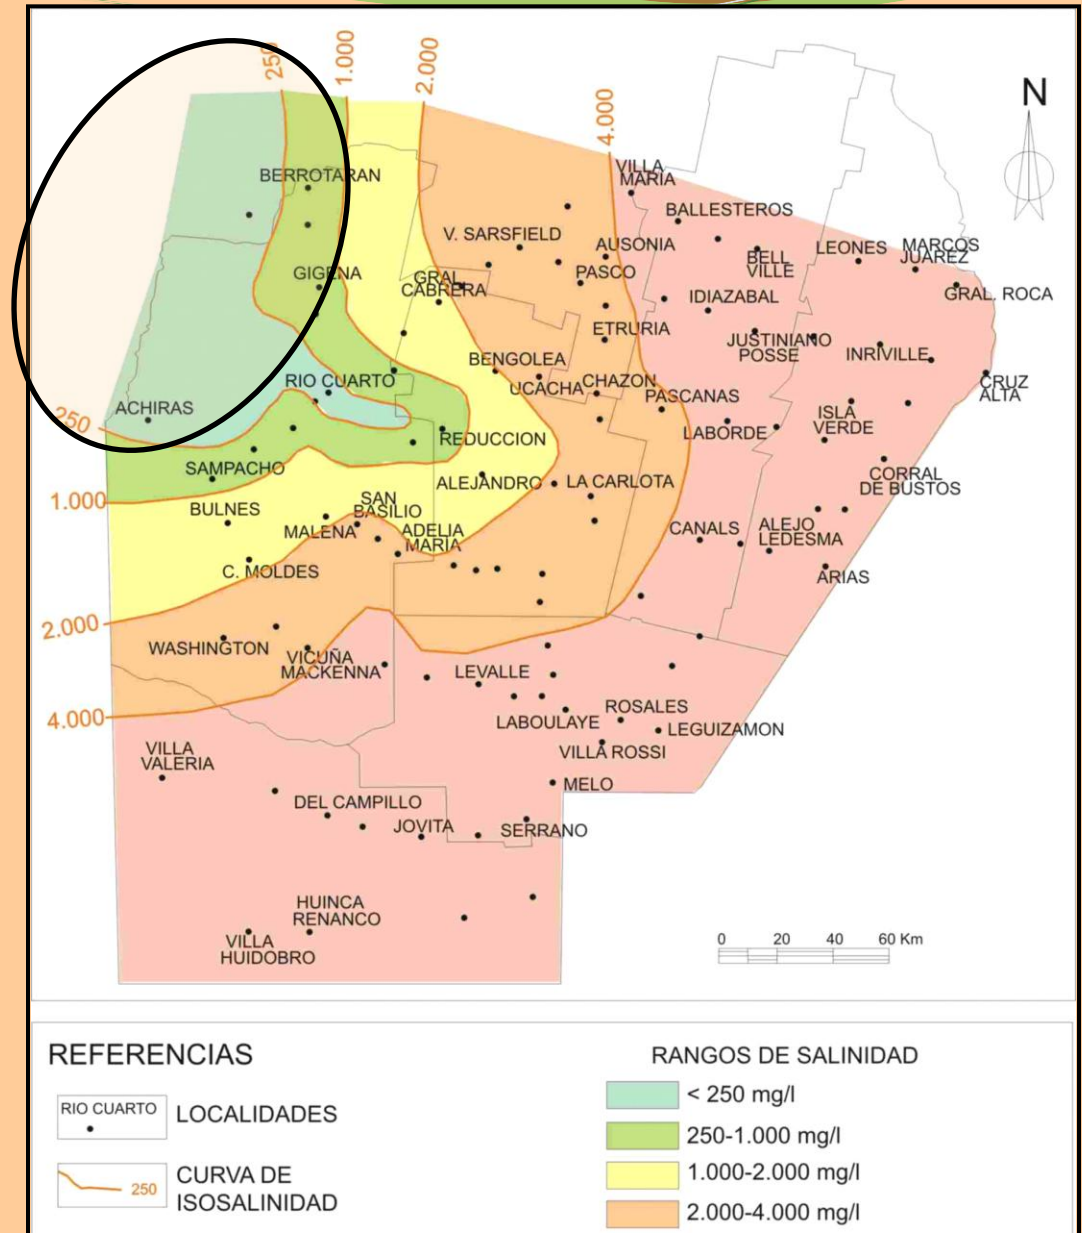 250
1.000
2.000
4.000
N
VILLA
MARIA
BERROTARAN
BALLESTEROS
V. SARSFIELD
AUSONIA
BELL
VILLE
LEONES
MARCOS
JUAREZ
PASCO
GIGENA
GRAL.
CABRERA
IDIAZABAL
GRAL. ROCA
ETRURIA
JUSTINIANO
POSSE
INRIVILLE
BENGOLEA
UCACHA
CHAZON
RIO CUARTO
PASCANAS
CRUZ
ALTA
ACHIRAS
250
ISLA
VERDE
LABORDE
REDUCCION
SAMPACHO
ALEJANDRO
LA CARLOTA
CORRAL
DE BUSTOS
1.000
BULNES
SAN
BASILIO
MALENA
ADELIA
MARIA
CANALS
ALEJO
LEDESMA
C. MOLDES
ARIAS
2.000
WASHINGTON
VICUÑA
MACKENNA
LEVALLE
4.000
ROSALES
LABOULAYE
LEGUIZAMON
VILLA ROSSI
VILLA
VALERIA
MELO
DEL CAMPILLO
JOVITA
SERRANO
HUINCA
RENANCO
VILLA
HUIDOBRO
0 20 40 60 Km
REFERENCIAS
RIO CUARTO
LOCALIDADES
250
CURVA DE
ISOSALINIDAD
RANGOS DE SALINIDAD
< 250 mg/l
250-1.000 mg/l
1.000-2.000 mg/l
2.000-4.000 mg/l